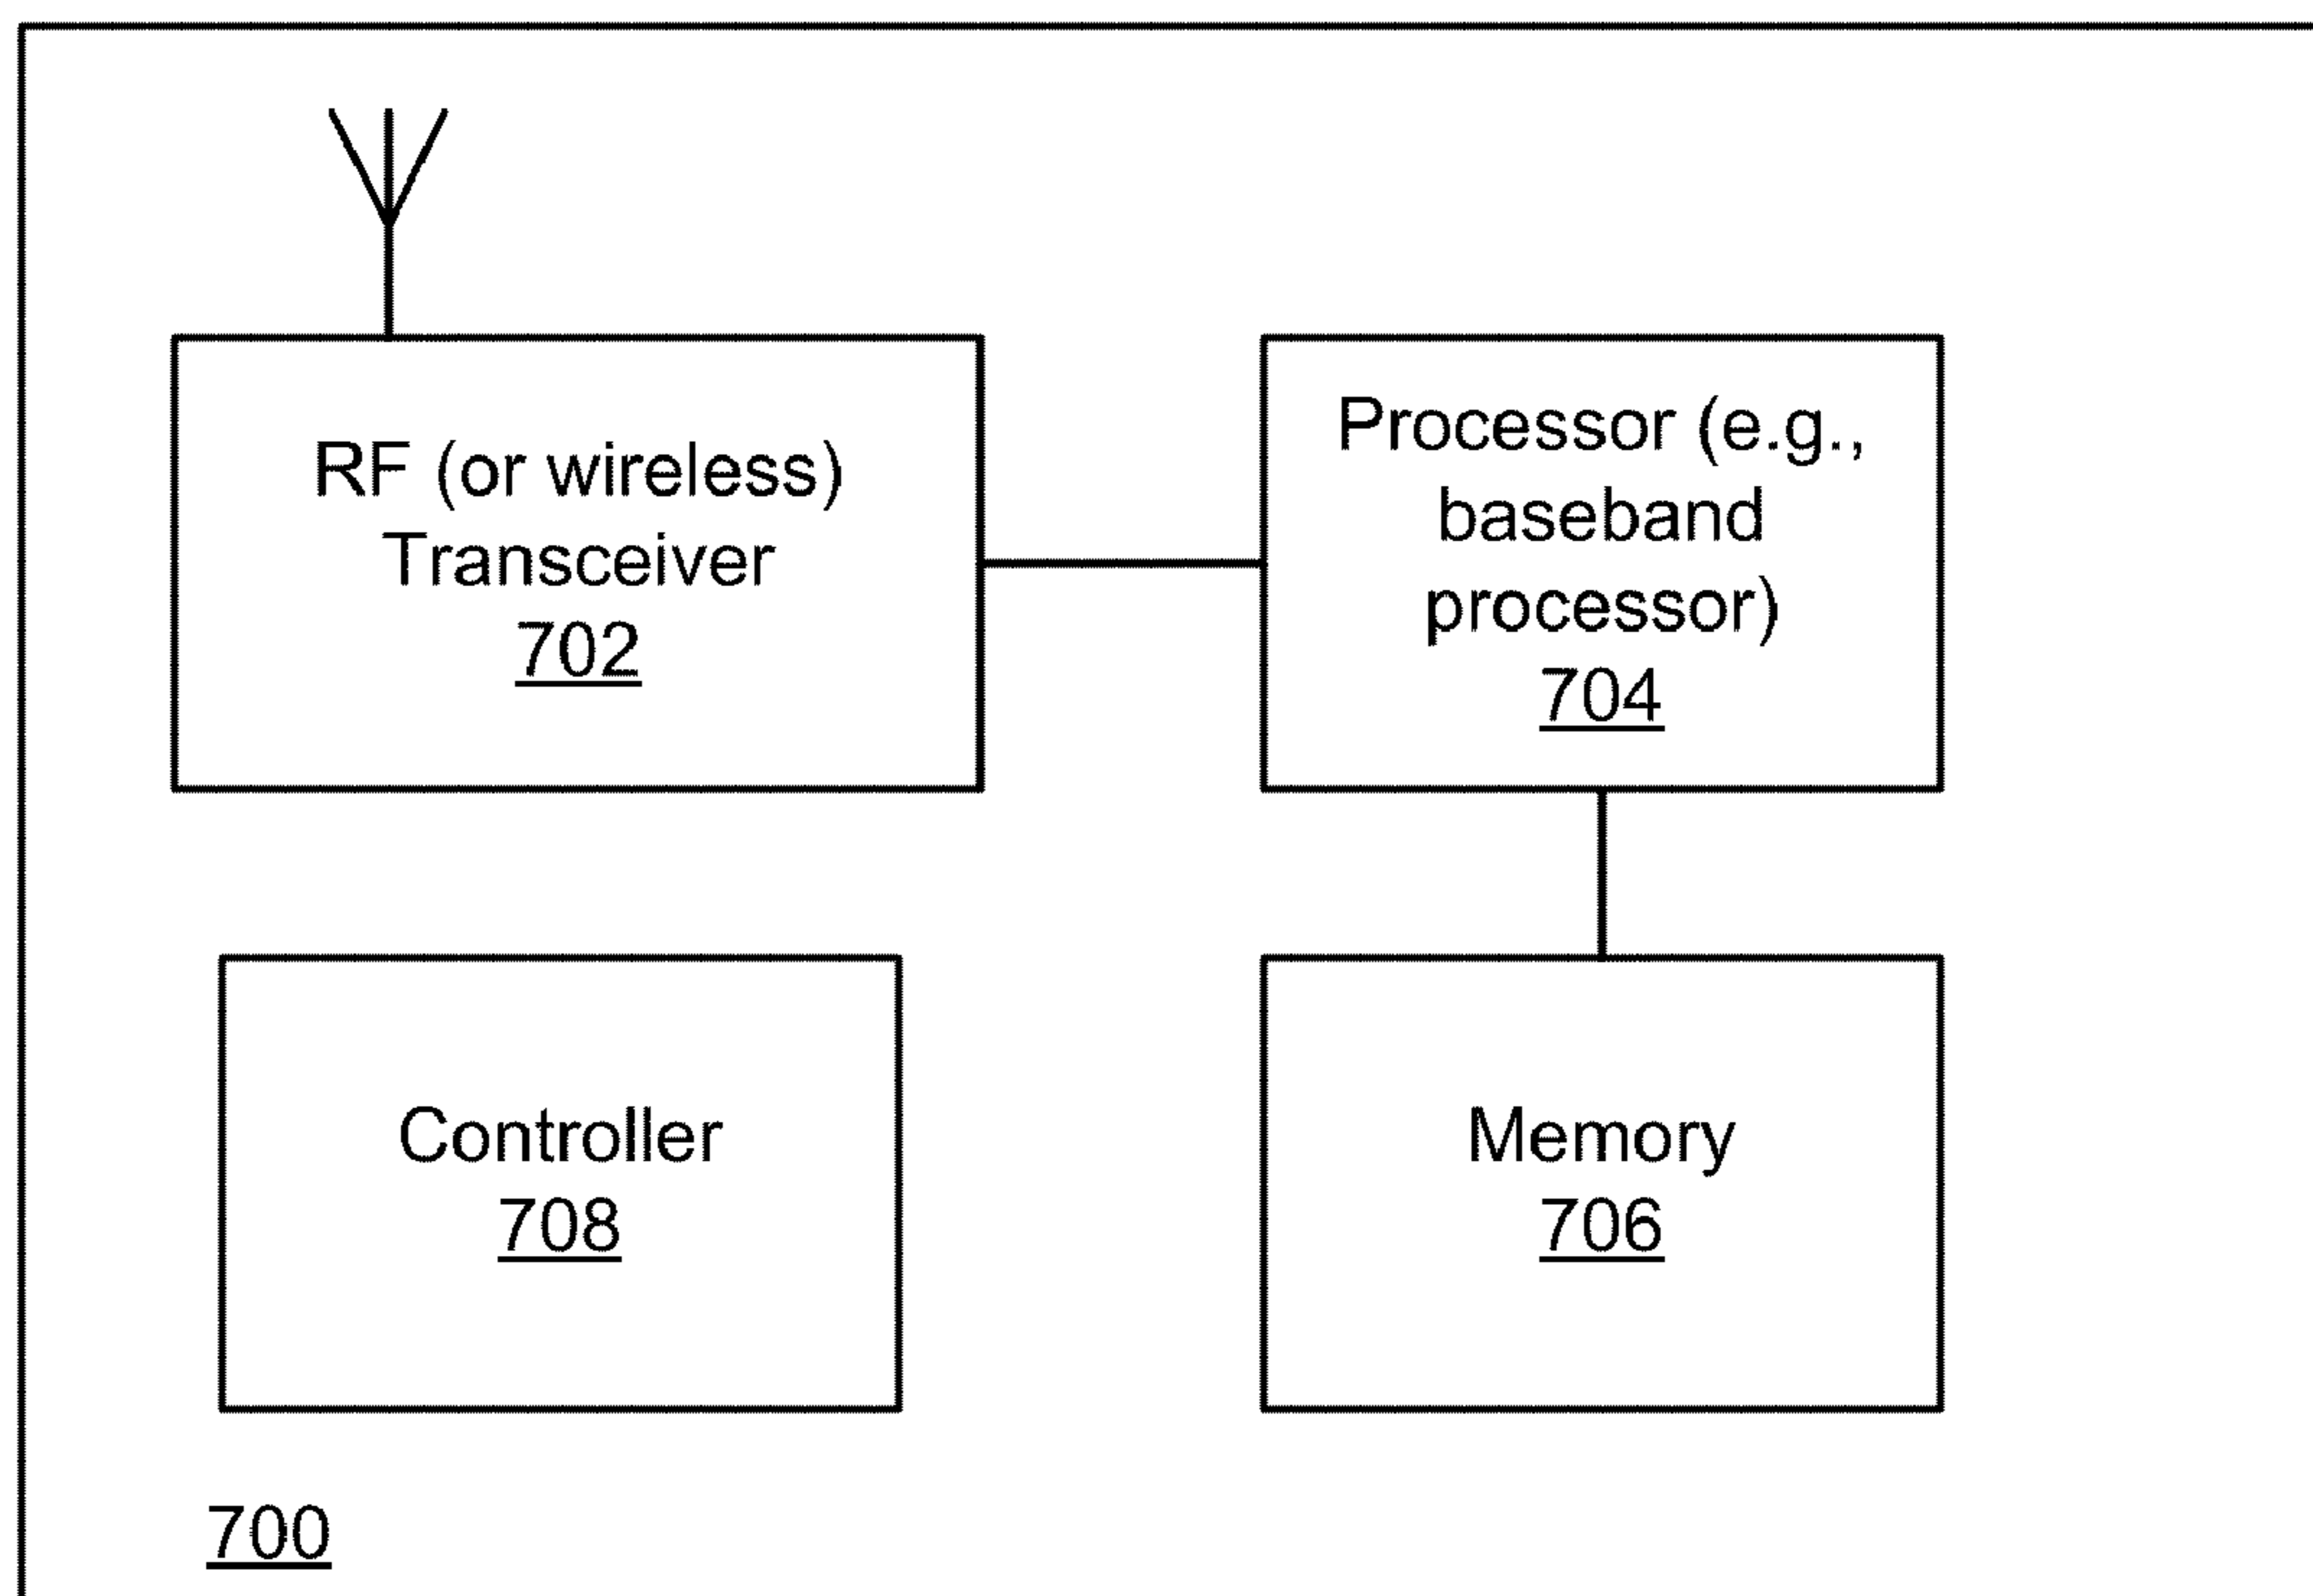 RF (or wireless)
Transceiver
702
Processor (e.g.,
baseband
processor)
704
Controller
708
Memory
706
700